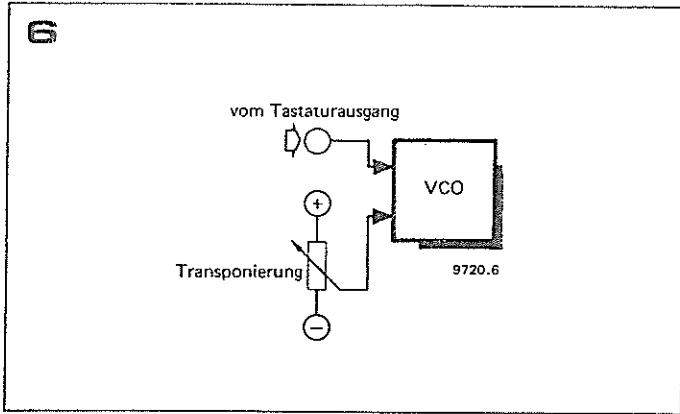 6
vom Tastaturausgang
VCO
+
9720.6
Transponierung
−